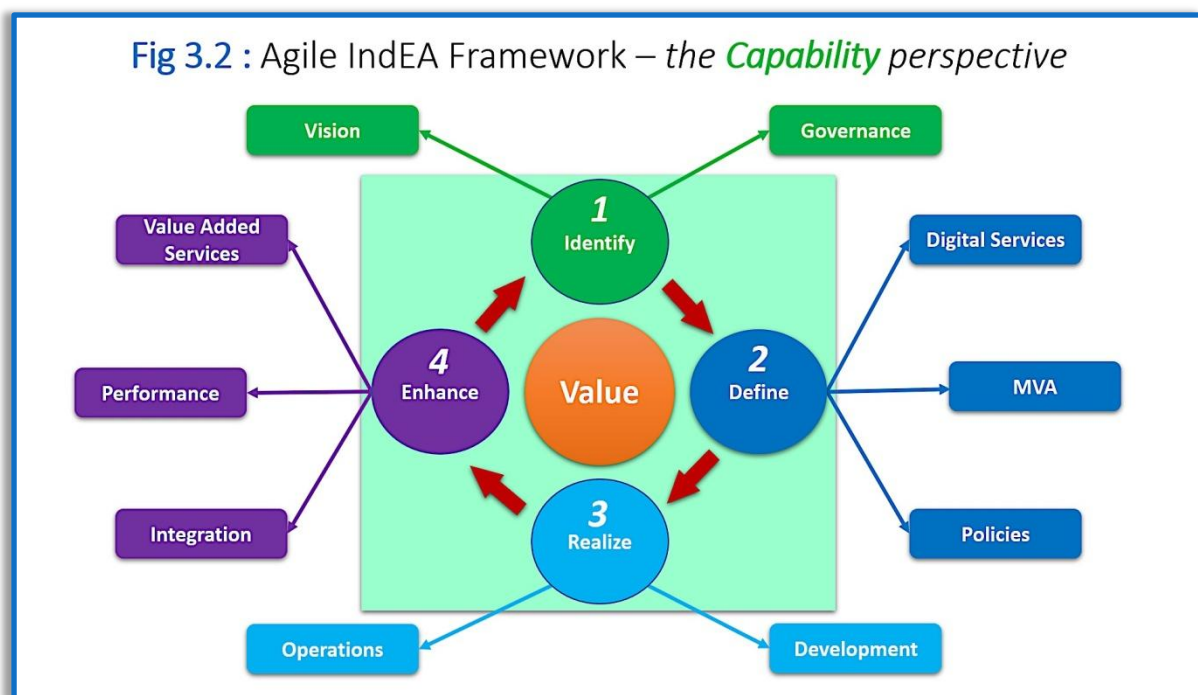 Fig 3.2 : Agile IndEA Framework – the Capability perspective
Vision
Governance
1
Identify
Value Added
Services
Digital Services
4
Enhance
Value
2
Define
Performance
MVA
3
Realize
Integration
Policies
Operations
Development